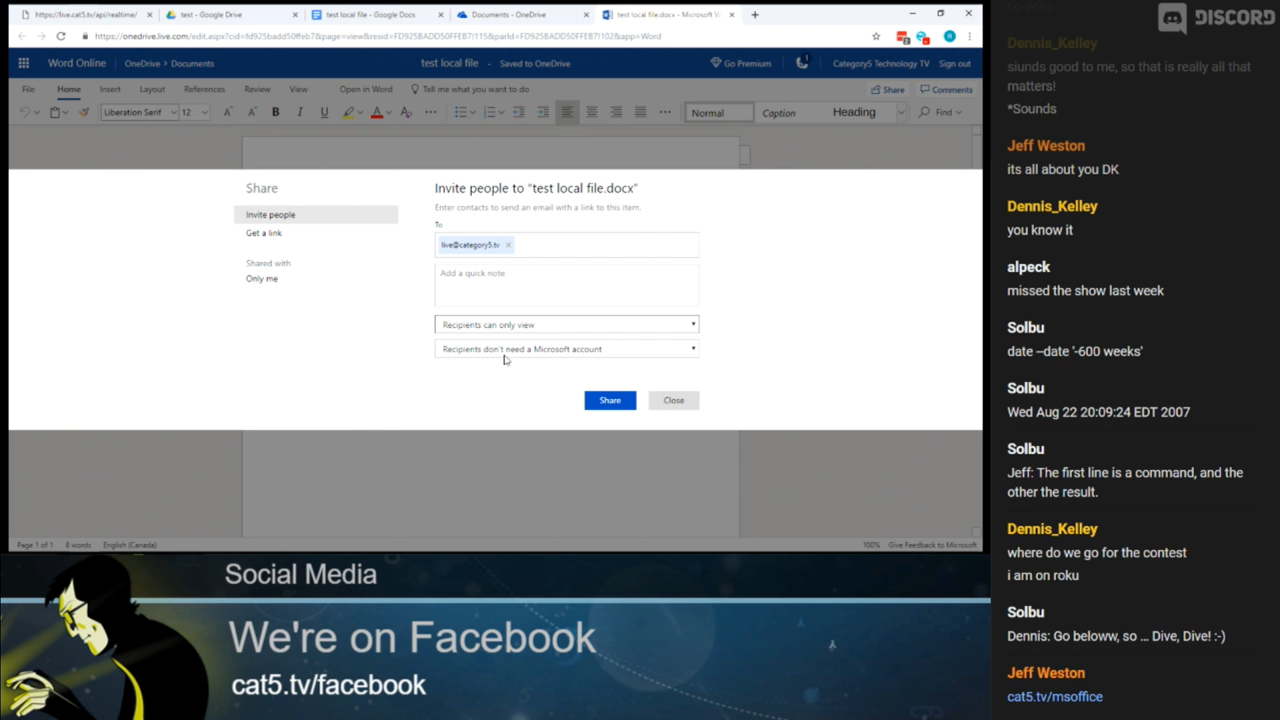 https://live.cat5.tv/api/realtime/
test - Google Drive
test local file - Google Docs
Documents - OneDrive
test local file.docx - Microsoft W
https://onedrive.live.com/edit.aspx?cid=fd925badd50ffeb7&page=view&resid=FD925BADD50FFEB7!115&parId=FD925BADD50FFEB7!102&app=Word
Word Online
OneDrive > Documents
test local file - Saved to OneDrive
Go Premium
Category5 Technology TV
Sign out
File Home Insert Layout References Review View Open in Word Tell me what you want to do
Share
Comments
Liberation Serif 12
B I U
Normal
Caption
Heading
Find
Share
Invite people
Get a link
Shared with
Only me
Invite people to "test local file.docx"
Enter contacts to send an email with a link to this item.
To
live@category5.tv ×
Add a quick note
Recipients can only view
Recipients don't need a Microsoft account
Share
Close
Page 1 of 1 8 words English (Canada)
100% Give Feedback to Microsoft
Social Media
We're on Facebook
cat5.tv/facebook
DISCORD
Dennis_Kelley
siunds good to me, so that is really all that
matters!
*Sounds
Jeff Weston
its all about you DK
Dennis_Kelley
you know it
alpeck
missed the show last week
Solbu
date --date '-600 weeks'
Solbu
Wed Aug 22 20:09:24 EDT 2007
Solbu
Jeff: The first line is a command, and the
other the result.
Dennis_Kelley
where do we go for the contest
i am on roku
Solbu
Dennis: Go beloww, so ... Dive, Dive! :-)
Jeff Weston
cat5.tv/msoffice